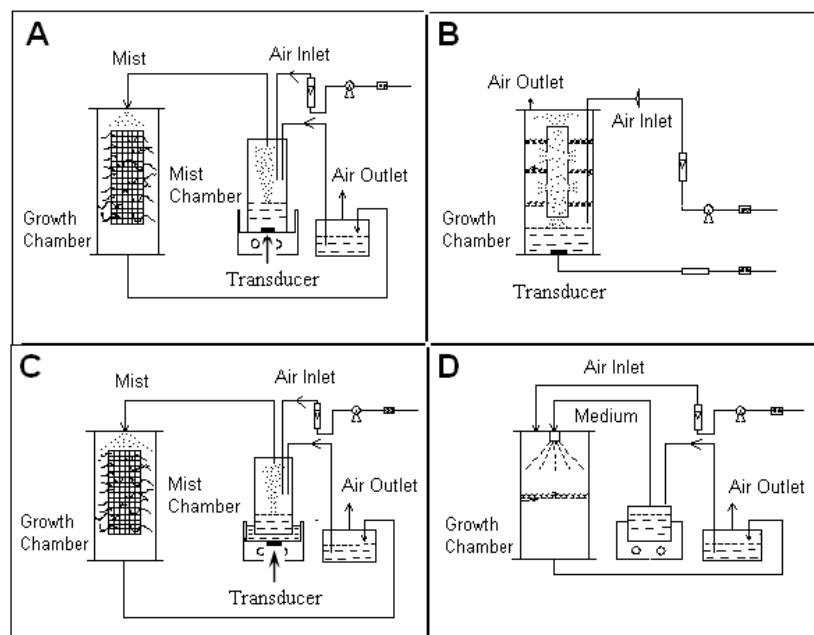 A
Mist
Air Inlet
Mist
Chamber
Air Outlet
Growth
Chamber
Transducer
B
Air Outlet
Air Inlet
Growth
Chamber
Transducer
C
Mist
Air Inlet
Mist
Chamber
Air Outlet
Growth
Chamber
Transducer
D
Air Inlet
Medium
Air Outlet
Growth
Chamber